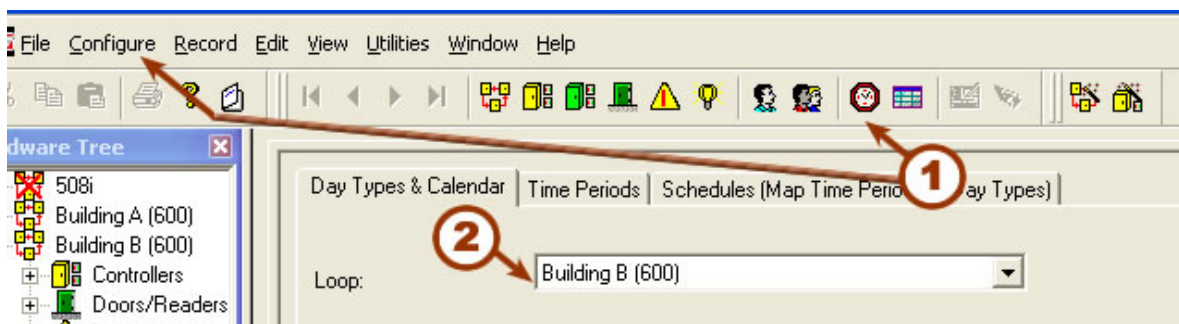 File Configure Record Edit View Utilities Window Help
dware Tree
508i
Building A (600)
Building B (600)
Controllers
Doors/Readers
Day Types & Calendar Time Periods Schedules (Map Time Perio ay Types)
1
2
Loop: Building B (600)